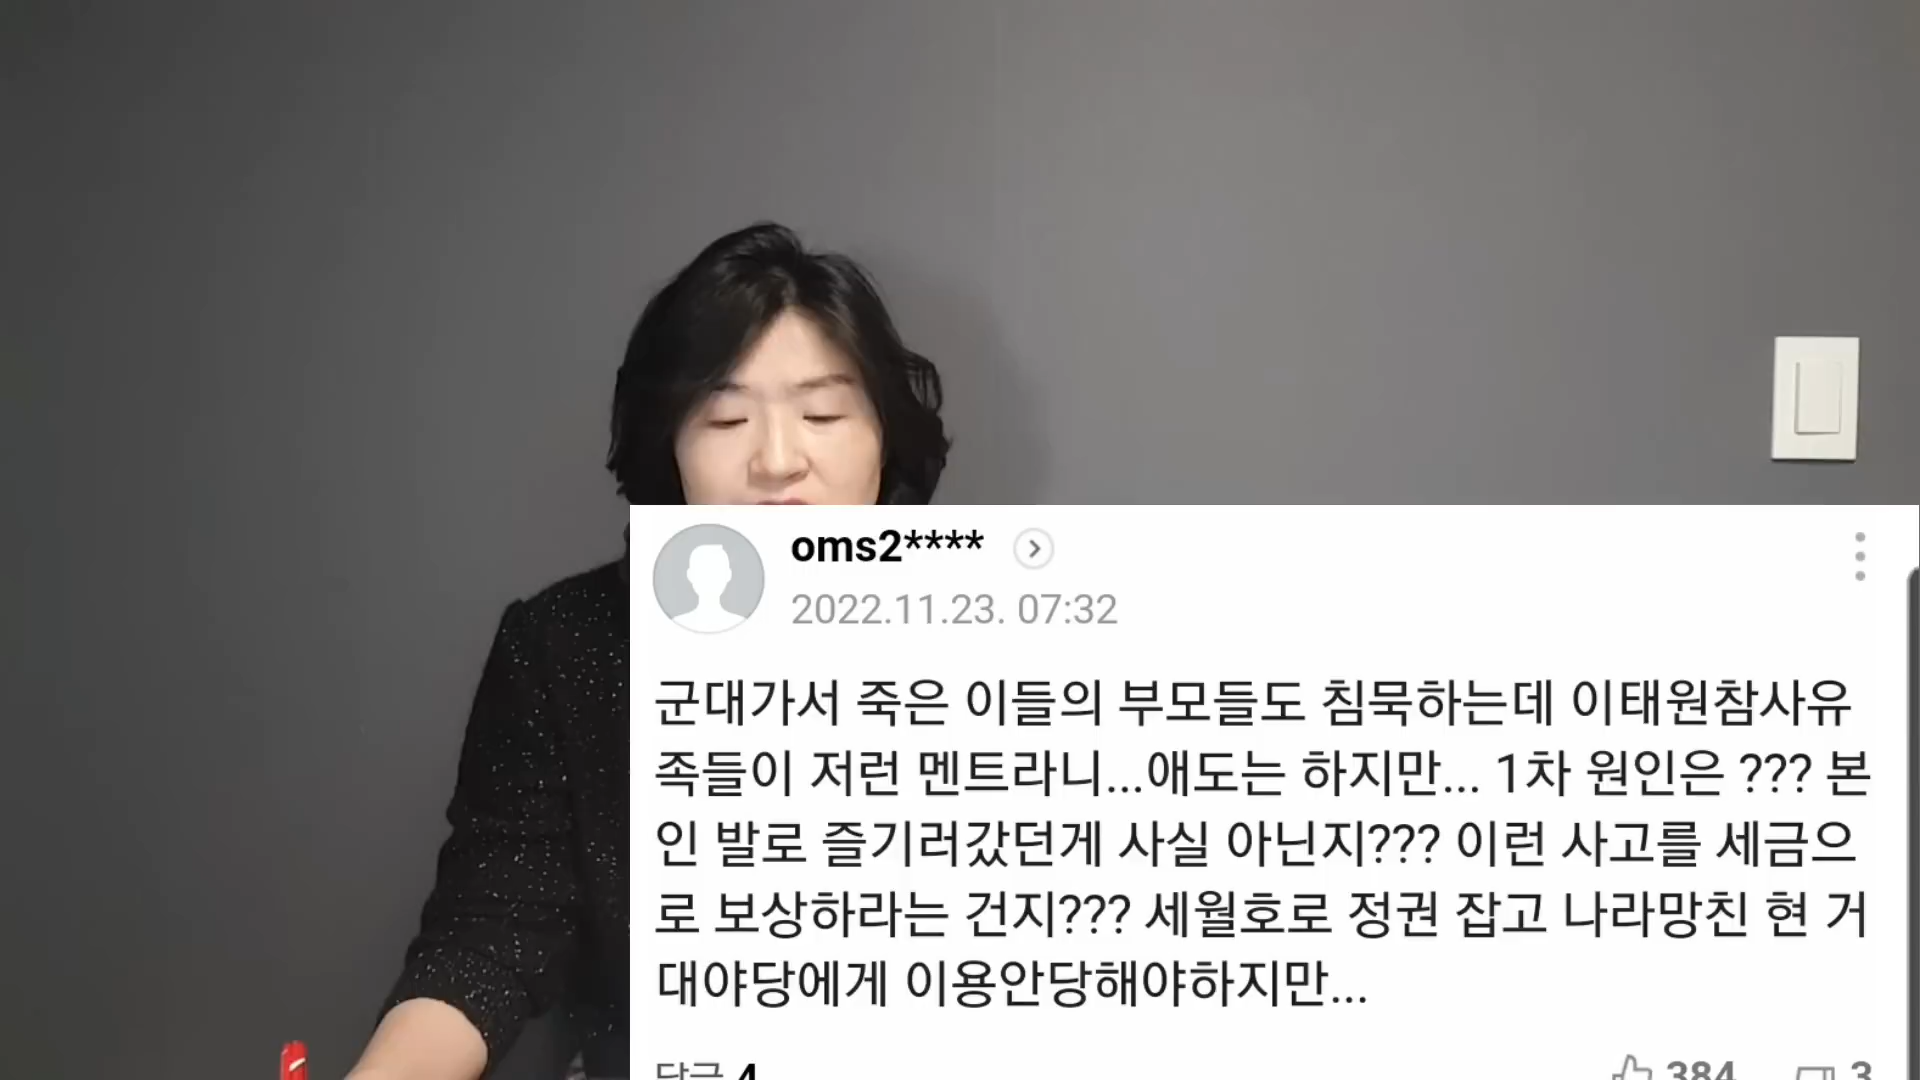 oms2****
2022.11.23. 07:32
군대가서 죽은 이들의 부모들도 침묵하는데 이태원참사유
족들이 저런 멘트라니...애도는 하지만... 1차 원인은 ??? 본
인 발로 즐기러갔던게 사실 아닌지??? 이런 사고를 세금으
로 보상하라는 건지??? 세월호로 정권 잡고 나라망친 현 거
대야당에게 이용안당해야하지만...
답글 4
384
3